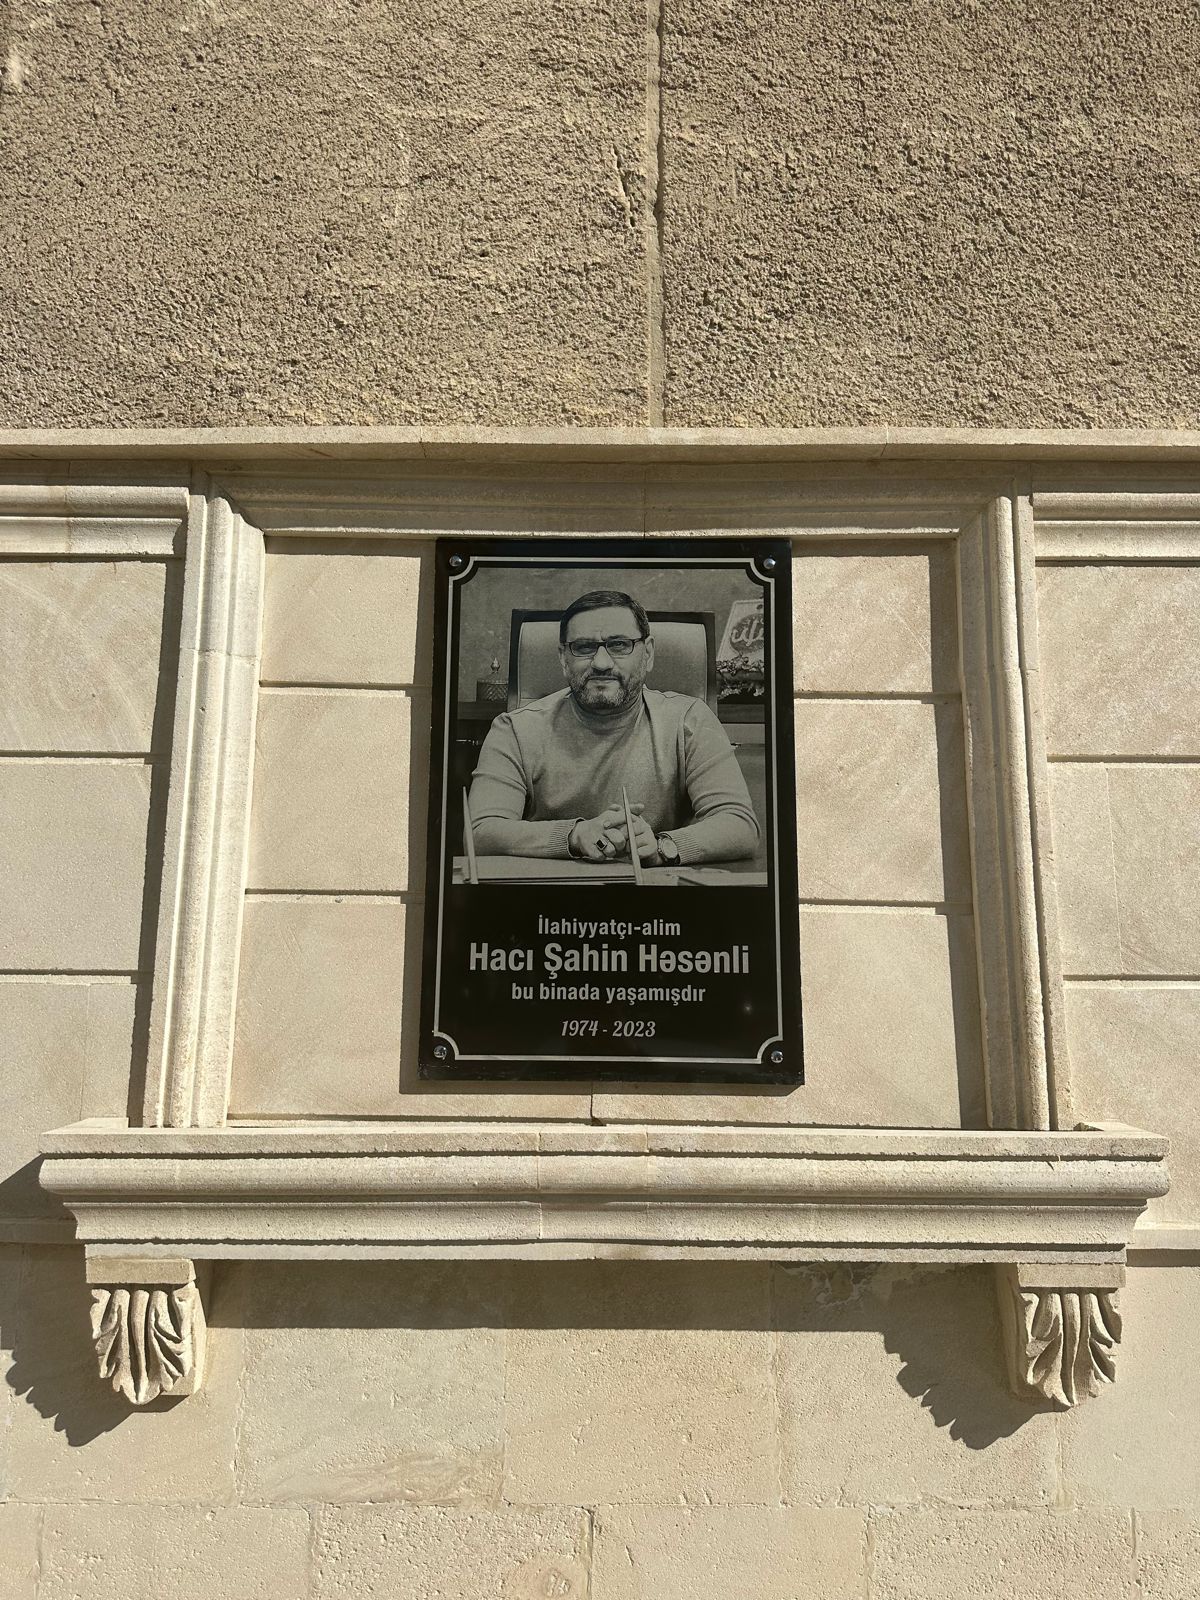 İlahiyyatçı-alim
Hacı Şahin Həsənli
bu binada yaşamışdır
1974 - 2023